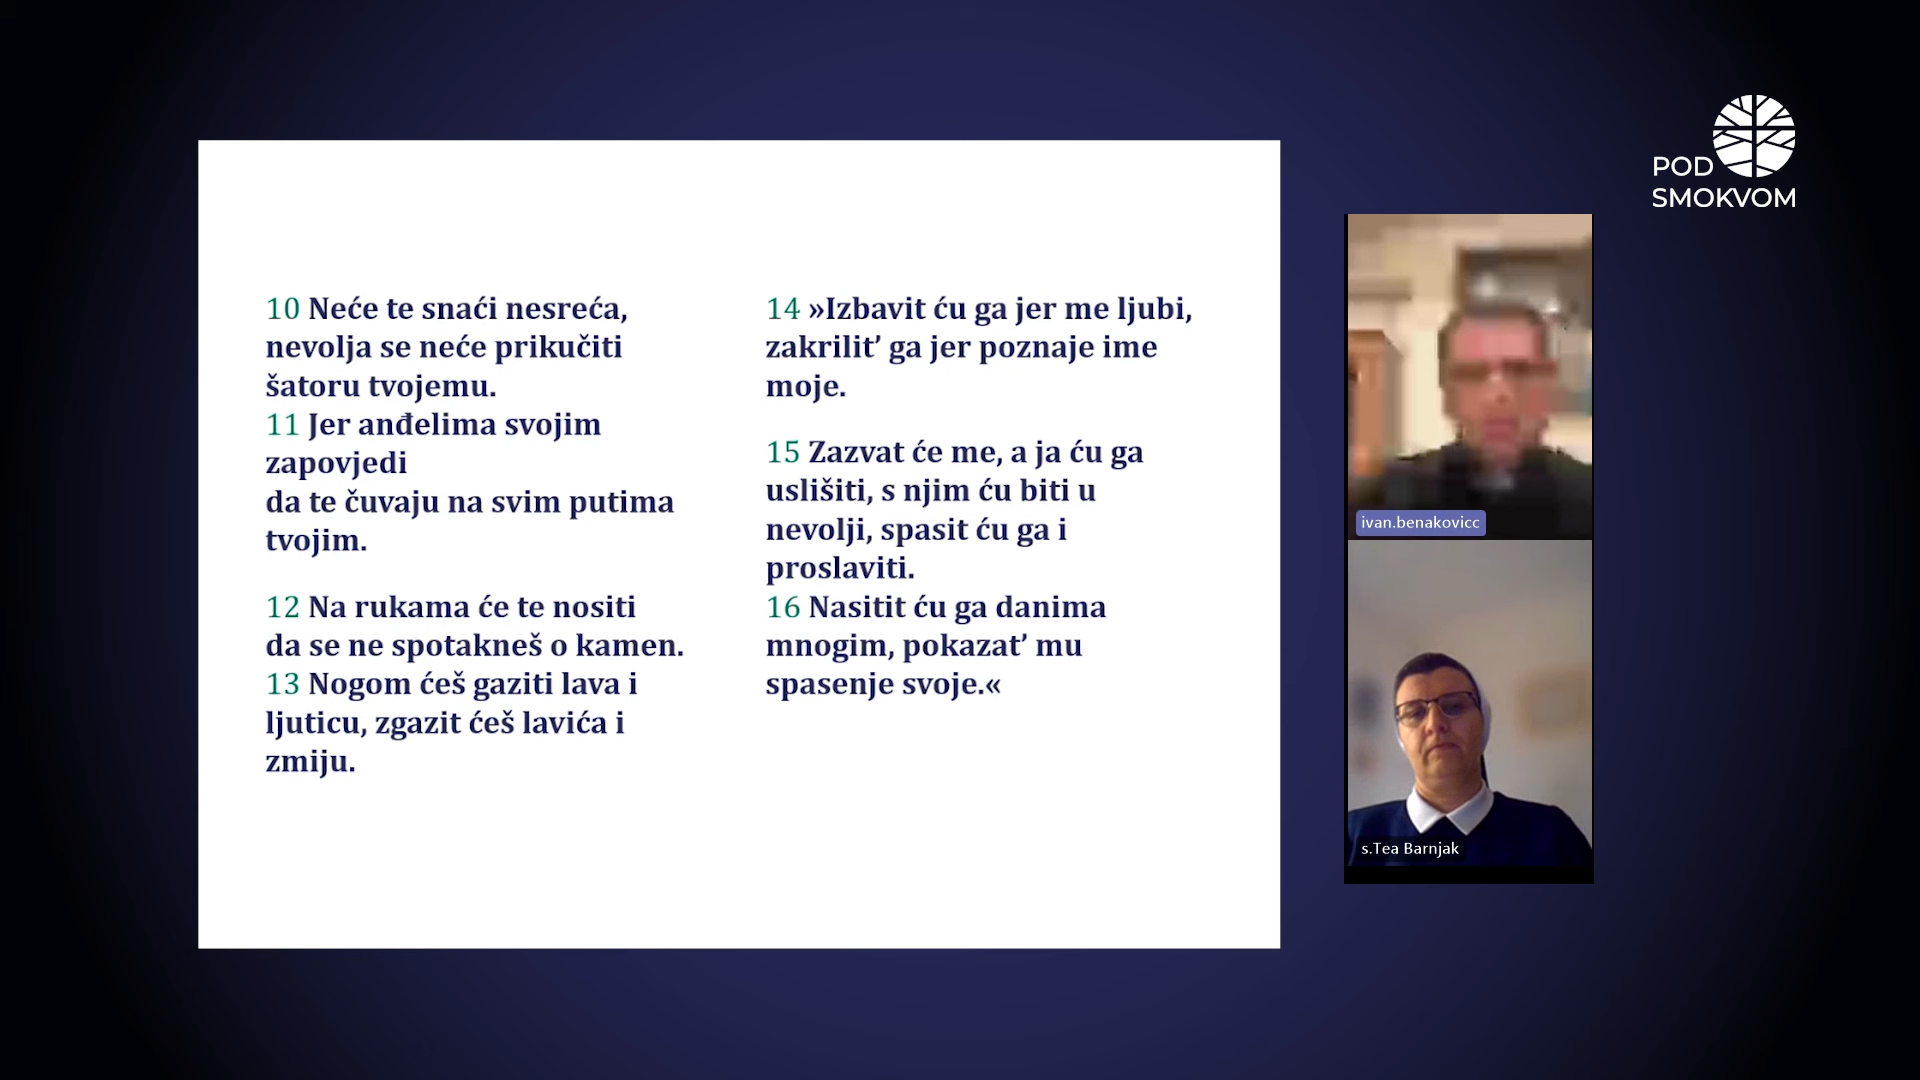 10 Neće te snaći nesreća,
nevolja se neće prikučiti
šatoru tvojemu.
11 Jer anđelima svojim
zapovjedi
da te čuvaju na svim putima
tvojim.
12 Na rukama će te nositi
da se ne spotakneš o kamen.
13 Nogom ćeš gaziti lava i
ljuticu, zgazit ćeš lavića i
zmiju.
14 »Izbavit ću ga jer me ljubi,
zakrilit’ ga jer poznaje ime
moje.
15 Zazvat će me, a ja ću ga
uslišiti, s njim ću biti u
nevolji, spasit ću ga i
proslaviti.
16 Nasitit ću ga danima
mnogim, pokazat’ mu
spasenje svoje.«
POD
SMOKVOM
ivan.benakovicc
s.Tea Barnjak